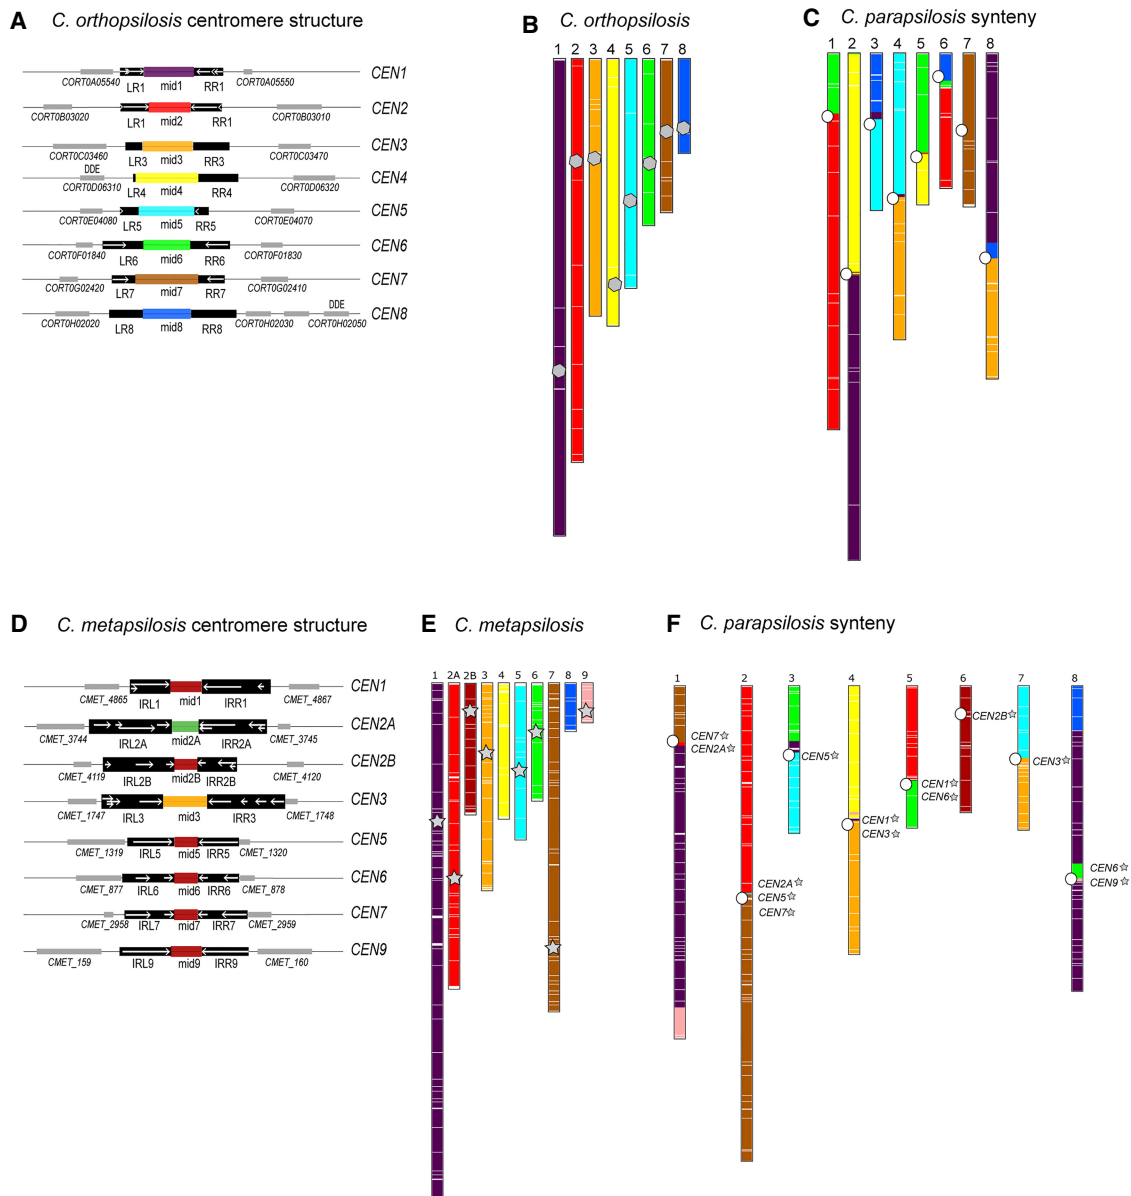 A C. orthopsilosis centromere structure
CORT0A05540 LR1 mid1 RR1 CORT0A05550 CEN1
CORT0B03020 LR1 mid2 RR1 CORT0B03010 CEN2
CORT0C03460 LR3 mid3 RR3 CORT0C03470 CEN3
DDE
CORT0D06310 LR4 mid4 RR4 CORT0D06320 CEN4
CORT0E04080 LR5 mid5 RR5 CORT0E04070 CEN5
CORT0F01840 LR6 mid6 RR6 CORT0F01830 CEN6
CORT0G02420 LR7 mid7 RR7 CORT0G02410 CEN7
DDE
CORT0H02020 LR8 mid8 RR8 CORT0H02030 CORT0H02050 CEN8
B C. orthopsilosis
1 2 3 4 5 6 7 8
C C. parapsilosis synteny
1 2 3 4 5 6 7 8
D C. metapsilosis centromere structure
CMET_4865 IRL1 mid1 IRR1 CMET_4867 CEN1
CMET_3744 IRL2A mid2A IRR2A CMET_3745 CEN2A
CMET_4119 IRL2B mid2B IRR2B CMET_4120 CEN2B
CMET_1747 IRL3 mid3 IRR3 CMET_1748 CEN3
CMET_1319 IRL5 mid5 IRR5 CMET_1320 CEN5
CMET_877 IRL6 mid6 IRR6 CMET_878 CEN6
CMET_2958 IRL7 mid7 IRR7 CMET_2959 CEN7
CMET_159 IRL9 mid9 IRR9 CMET_160 CEN9
E C. metapsilosis
1 2A 2B 3 4 5 6 7 8 9
F C. parapsilosis synteny
1 2 3 4 5 6 7 8
CEN7
CEN2A
CEN2A
CEN5
CEN7
CEN5
CEN1
CEN3
CEN1
CEN6
CEN2B
CEN3
CEN6
CEN9